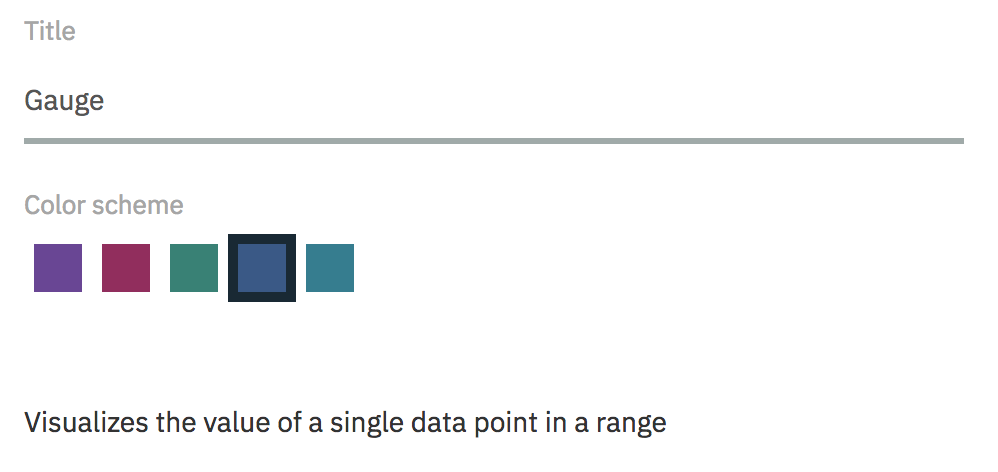 Title
Gauge
Color scheme
Visualizes the value of a single data point in a range